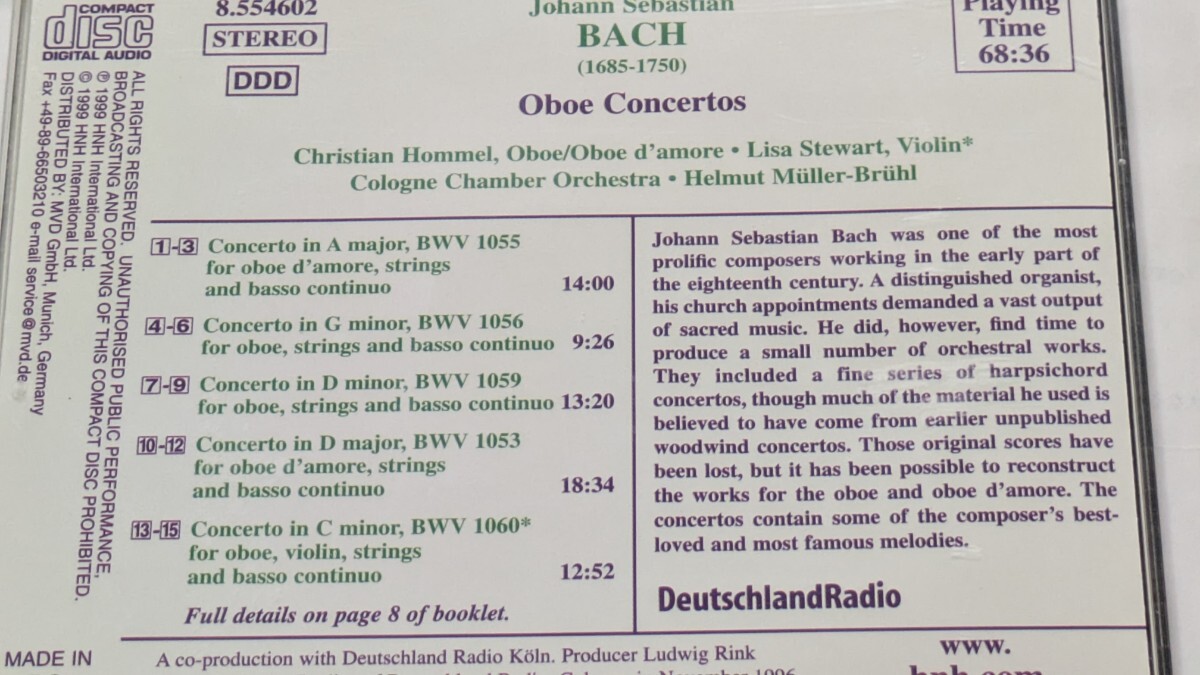 COMPACT
disc
DIGITAL AUDIO
8.554602
STEREO
DDD
Johann Sebastian
BACH
(1685-1750)
Oboe Concertos
Playing
Time
68:36
Christian Hommel, Oboe/Oboe d'amore • Lisa Stewart, Violin*
Cologne Chamber Orchestra • Helmut Müller-Brühl
ALL RIGHTS RESERVED. UNAUTHORISED PUBLIC PERFORMANCE,
BROADCASTING AND COPYING OF THIS COMPACT DISC PROHIBITED.
℗ 1999 HNH International Ltd.
© 1999 HNH International Ltd.
DISTRIBUTED BY: MVD GmbH, Munich, Germany
Fax +49-89-66503210 e-mail service@mvd.de
1-3 Concerto in A major, BWV 1055
for oboe d'amore, strings
and basso continuo 14:00
4-6 Concerto in G minor, BWV 1056
for oboe, strings and basso continuo 9:26
7-9 Concerto in D minor, BWV 1059
for oboe, strings and basso continuo 13:20
10-12 Concerto in D major, BWV 1053
for oboe d'amore, strings
and basso continuo 18:34
13-15 Concerto in C minor, BWV 1060*
for oboe, violin, strings
and basso continuo 12:52
Full details on page 8 of booklet.
Johann Sebastian Bach was one of the most
prolific composers working in the early part of
the eighteenth century. A distinguished organist,
his church appointments demanded a vast output
of sacred music. He did, however, find time to
produce a small number of orchestral works.
They included a fine series of harpsichord
concertos, though much of the material he used is
believed to have come from earlier unpublished
woodwind concertos. Those original scores have
been lost, but it has been possible to reconstruct
the works for the oboe and oboe d'amore. The
concertos contain some of the composer's best-
loved and most famous melodies.
DeutschlandRadio
MADE IN
A co-production with Deutschland Radio Köln. Producer Ludwig Rink
in November 1996
www.
hnh.com